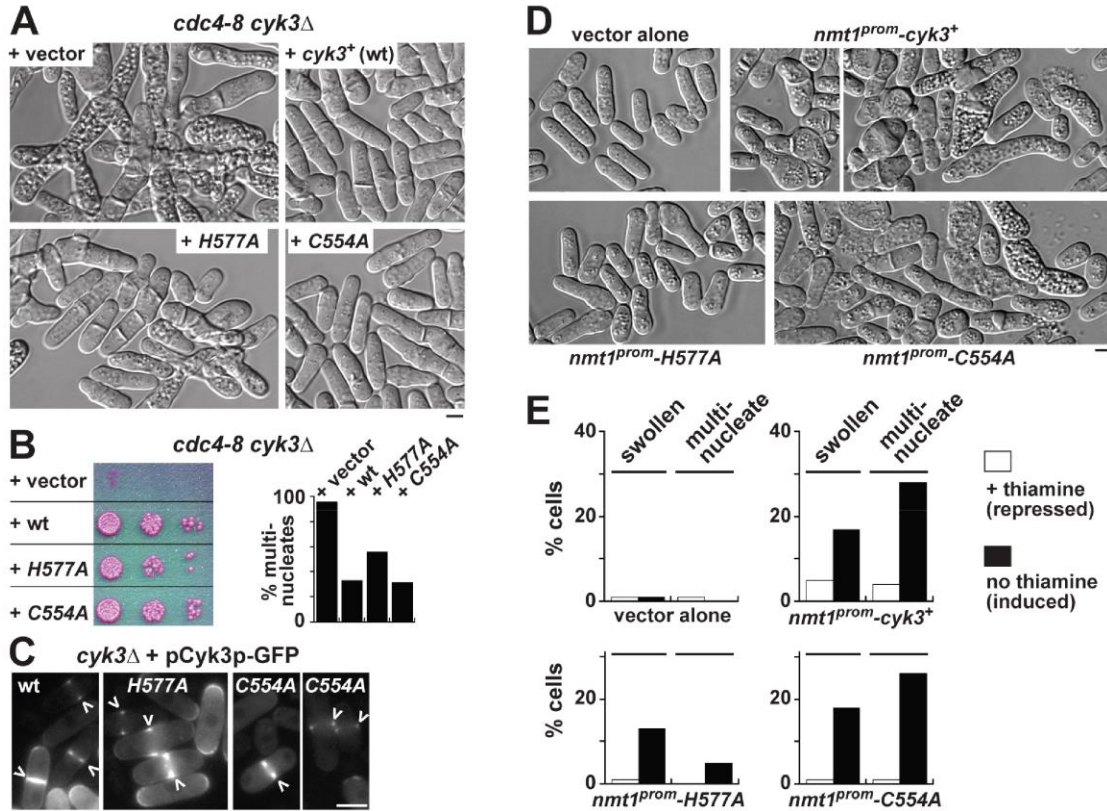 A
cdc4-8 cyk3Δ
+ vector
+ cyk3+ (wt)
+ H577A
+ C554A
B
cdc4-8 cyk3Δ
+ vector
+ wt
+ H577A
+ C554A
+ vector
+ wt
+ H577A
+ C554A
% multi-
nucleates
100
0
C
cyk3Δ + pCyk3p-GFP
wt
H577A
C554A
C554A
D
vector alone
nmt1prom-cyk3+
nmt1prom-H577A
nmt1prom-C554A
E
swollen
multi-
nucleate
swollen
multi-
nucleate
% cells
40
20
0
vector alone
% cells
40
20
0
nmt1prom-cyk3+
+ thiamine
(repressed)
no thiamine
(induced)
% cells
20
0
nmt1prom-H577A
% cells
20
0
nmt1prom-C554A